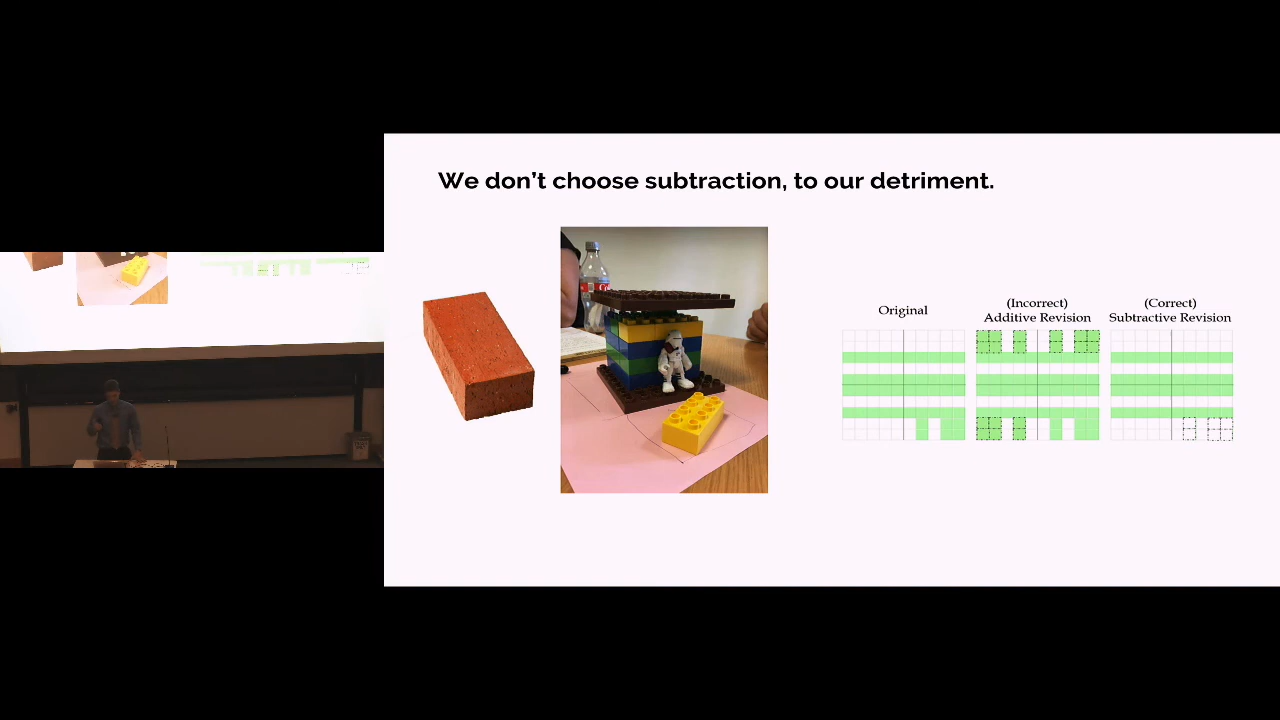 We don't choose subtraction, to our detriment.
Original
(Incorrect)
Additive Revision
(Correct)
Subtractive Revision